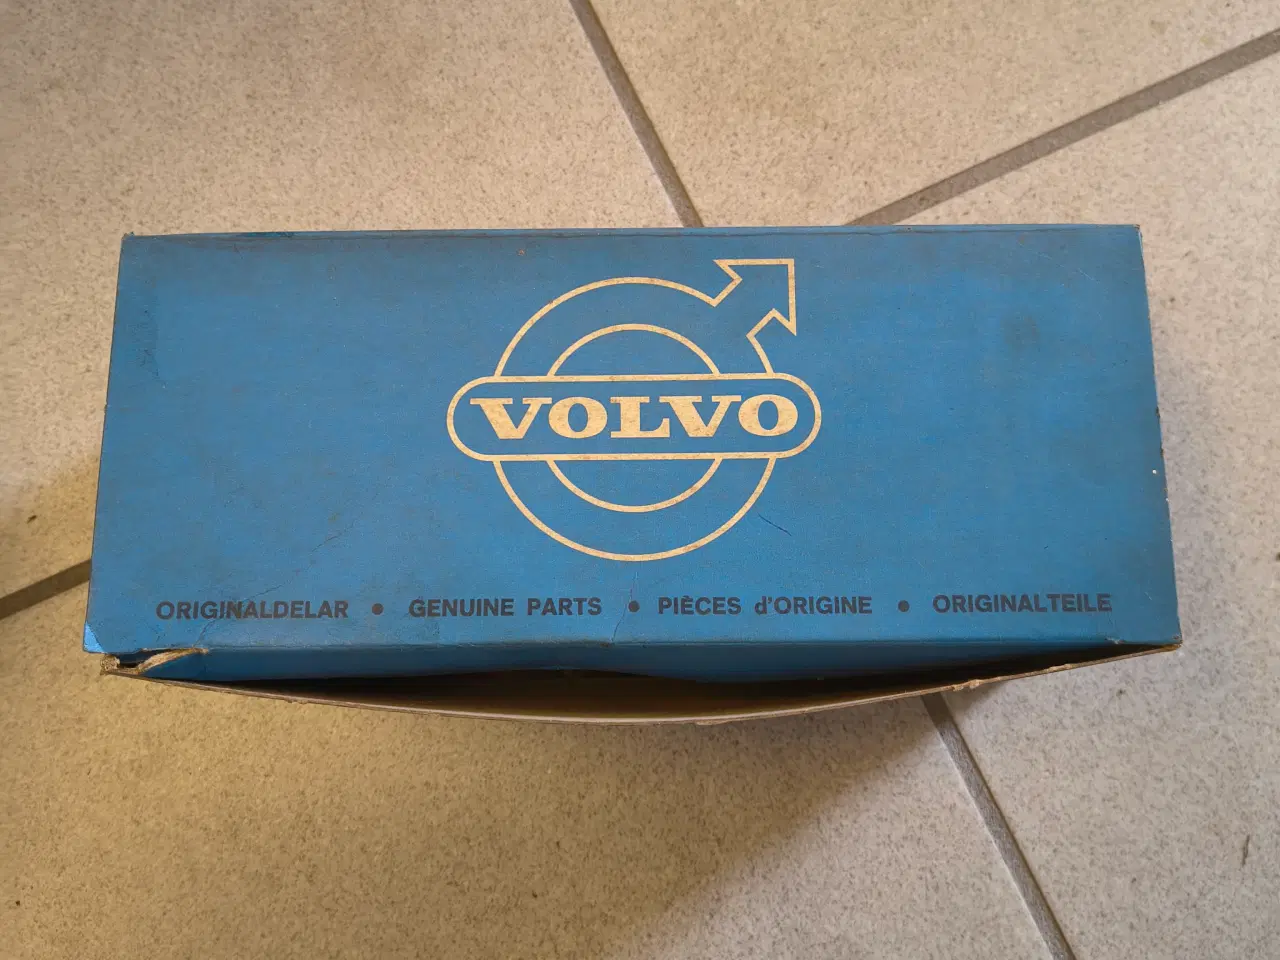 VOLVO
ORIGINALDELAR • GENUINE PARTS • PIÈCES d'ORIGINE • ORIGINALTEILE